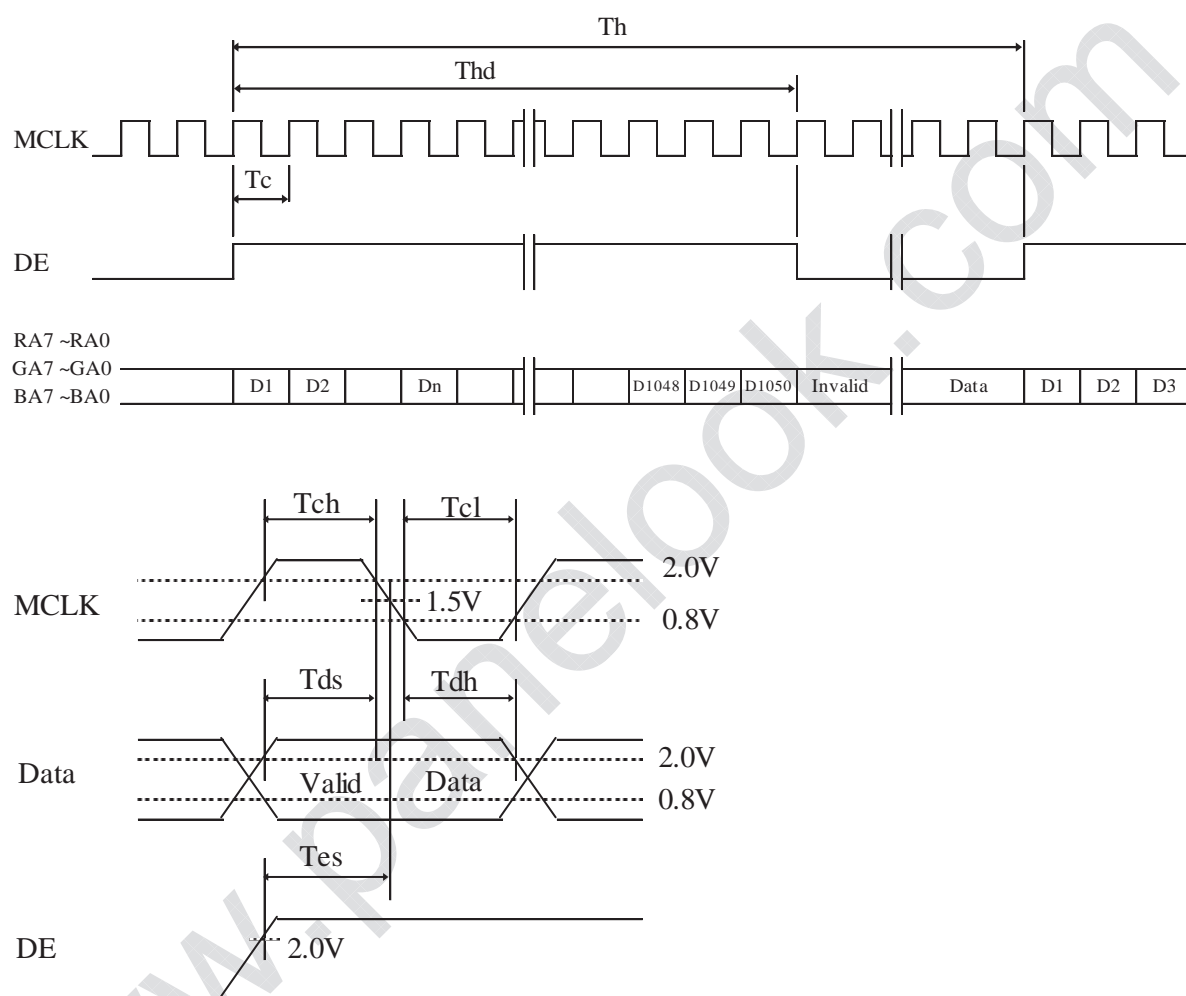 Th
Thd
MCLK
Tc
DE
RA7 ~RA0
GA7 ~GA0
BA7 ~BA0
D1 D2 Dn D1048 D1049 D1050 Invalid Data D1 D2 D3
Tch Tcl
MCLK 2.0V
1.5V
0.8V
Tds Tdh
Data Valid Data 2.0V
0.8V
Tes
DE 2.0V
www.panelook.com